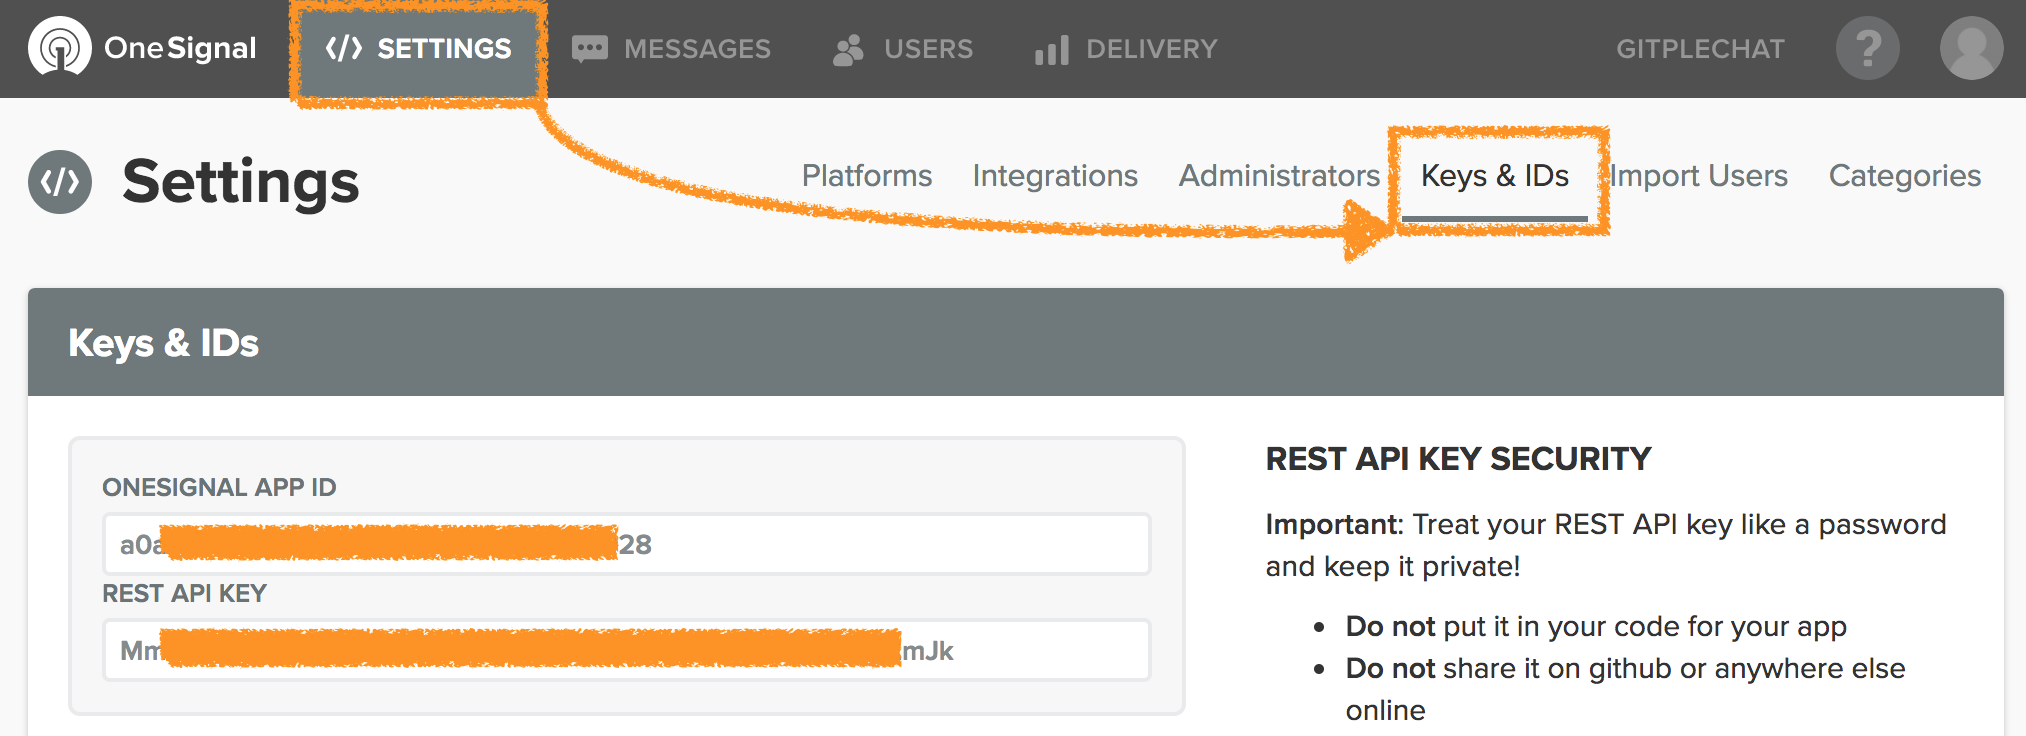 OneSignal
SETTINGS
MESSAGES
USERS
DELIVERY
GITPLECHAT
?
Settings
Platforms
Integrations
Administrators
Keys & IDs
Import Users
Categories
Keys & IDs
ONESIGNAL APP ID
a0a 28
REST API KEY
Mm mJk
REST API KEY SECURITY
Important: Treat your REST API key like a password
and keep it private!
• Do not put it in your code for your app
• Do not share it on github or anywhere else
online